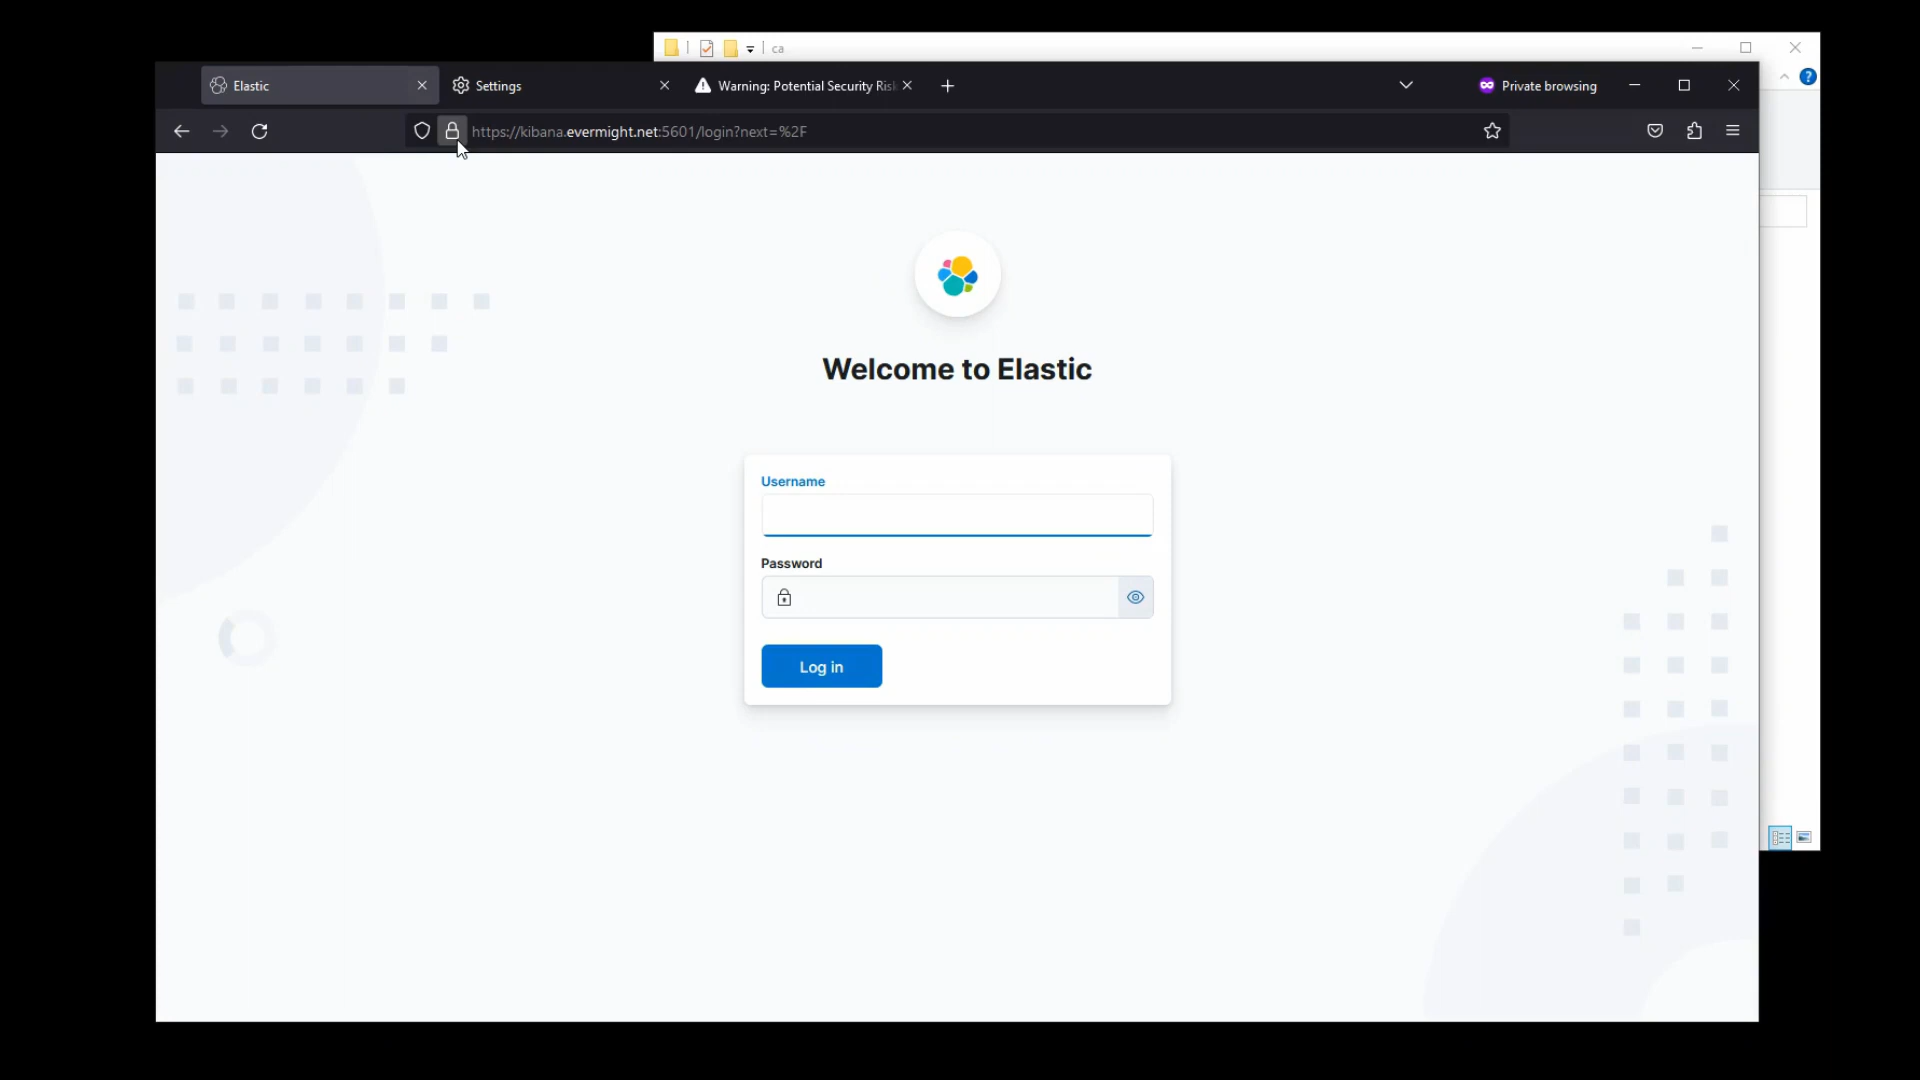 ca
Elastic
Settings
Warning: Potential Security Ris
Private browsing
https://kibana.evermight.net:5601/login?next=%2F
Welcome to Elastic
Username
Password
Log in